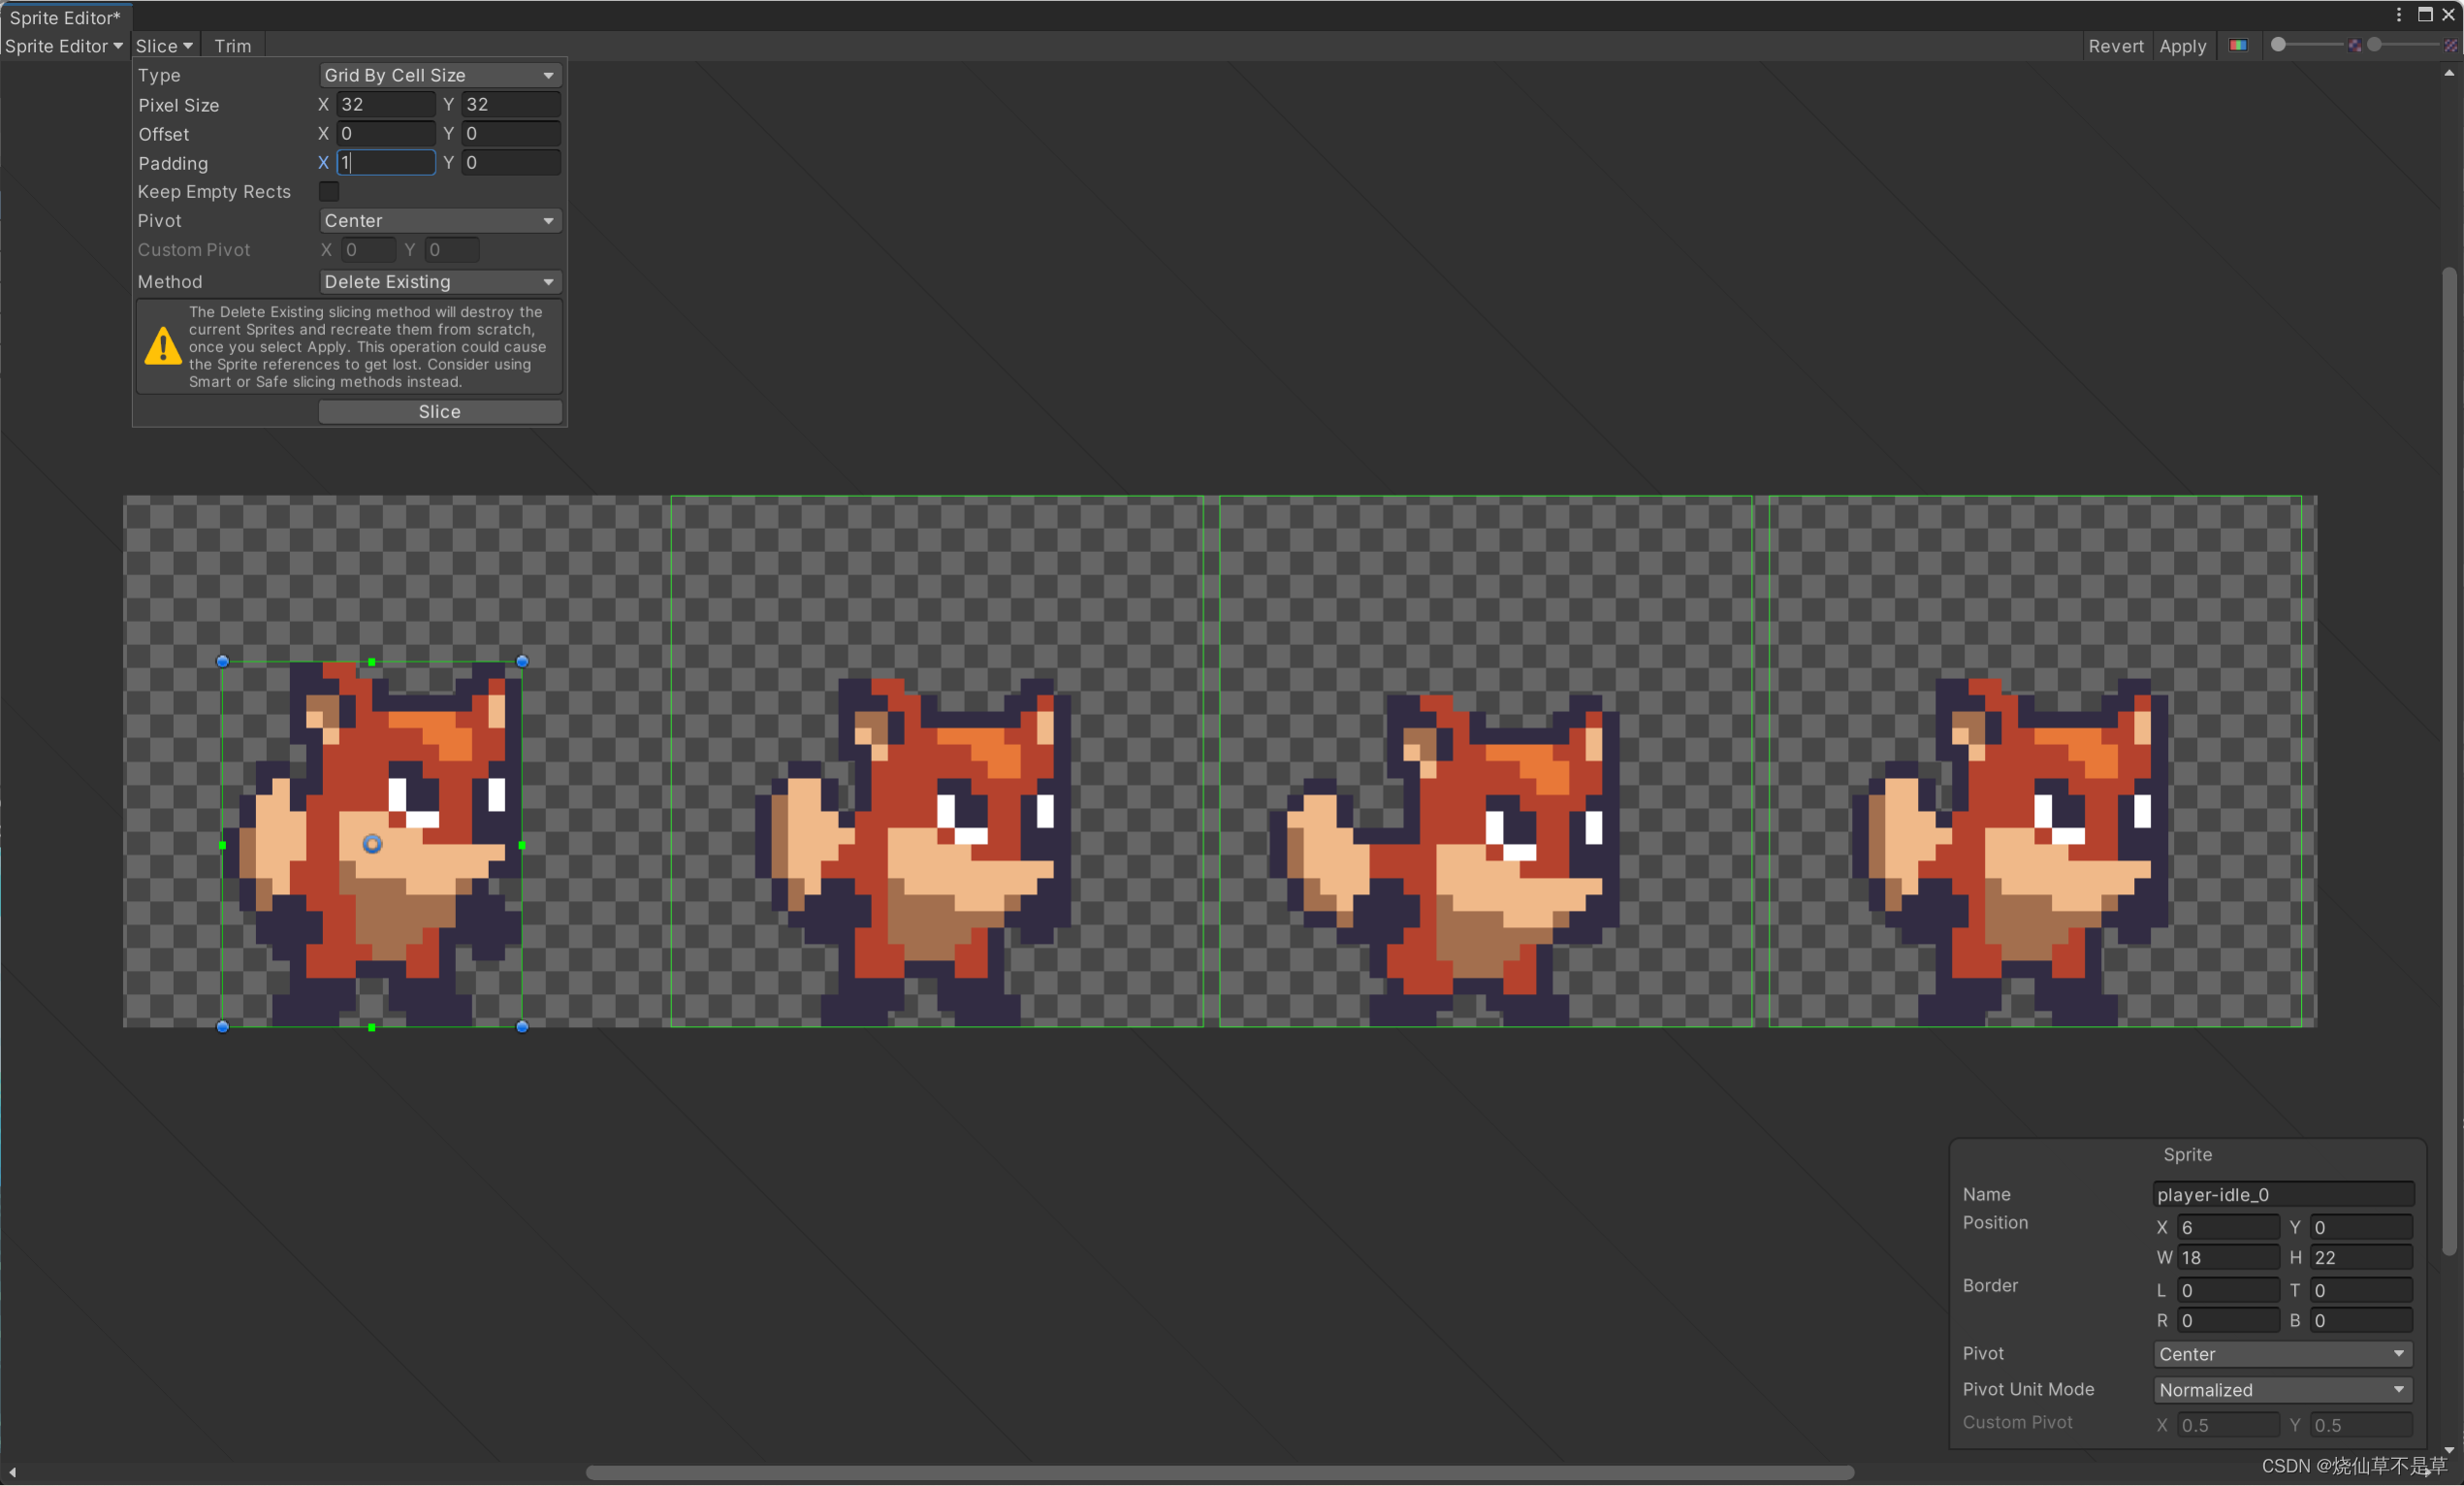 Sprite Editor*
Sprite Editor Slice Trim Revert Apply
Type Grid By Cell Size
Pixel Size X 32 Y 32
Offset X 0 Y 0
Padding X 1 Y 0
Keep Empty Rects
Pivot Center
Custom Pivot X 0 Y 0
Method Delete Existing
The Delete Existing slicing method will destroy the
current Sprites and recreate them from scratch,
once you select Apply. This operation could cause
the Sprite references to get lost. Consider using
Smart or Safe slicing methods instead.
Slice
Sprite
Name player-idle_0
Position X 6 Y 0
W 18 H 22
Border L 0 T 0
R 0 B 0
Pivot Center
Pivot Unit Mode Normalized
Custom Pivot X 0.5 Y 0.5
CSDN @烧仙草不是草